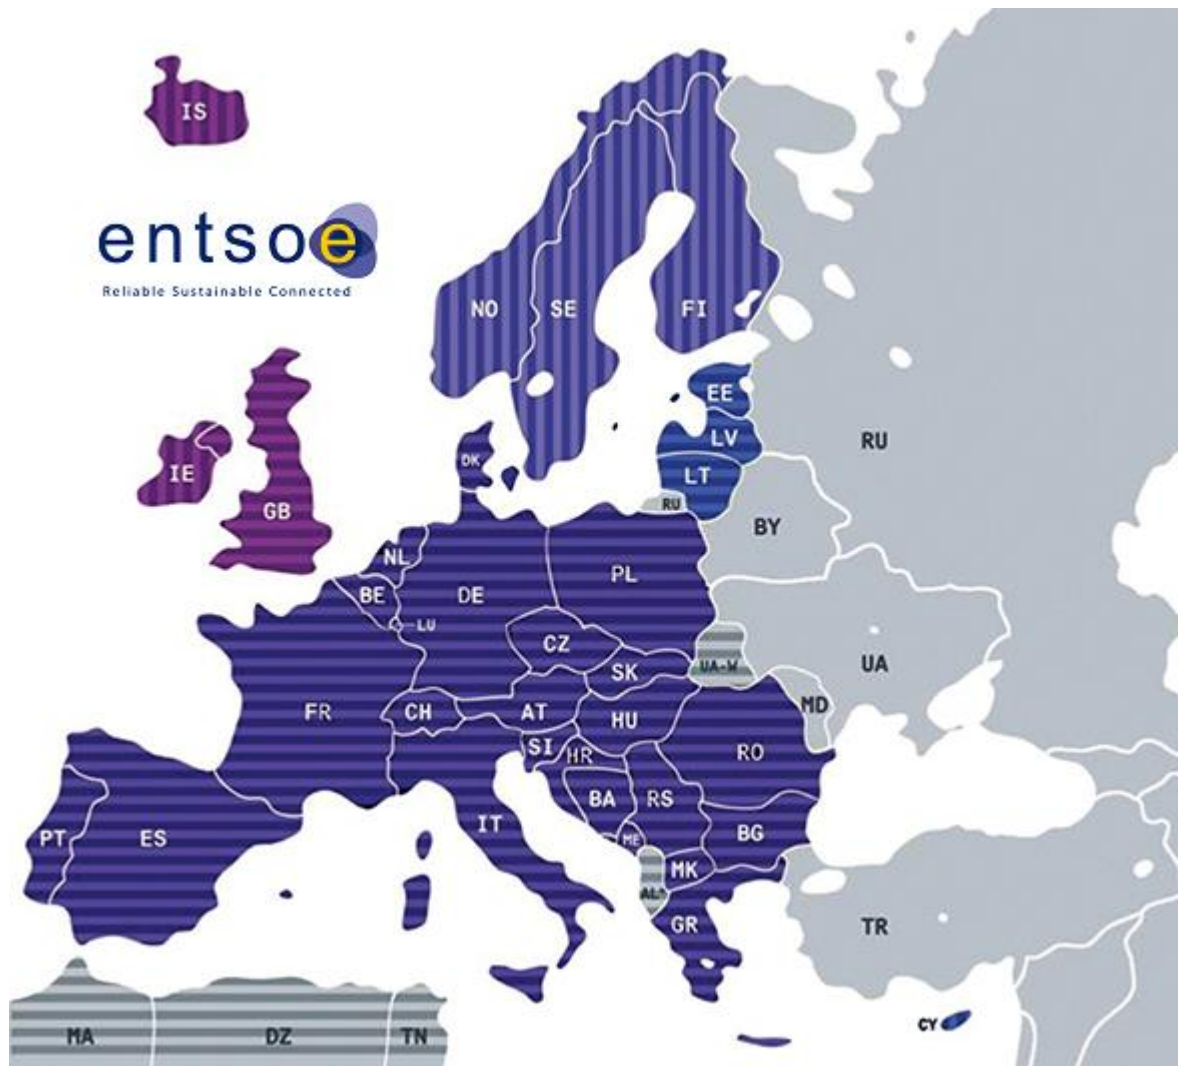 IS
entsoe
Reliable Sustainable Connected
NO
SE
FI
EE
RU
LV
DK
IE
LT
RU
GB
BY
NL
PL
BE
DE
LU
CZ
UA-W
UA
SK
MD
FR
CH
AT
HU
SI
HR
RO
BA
RS
IT
PT
ES
ME
BG
MK
AL*
GR
TR
CY
MA
DZ
TN